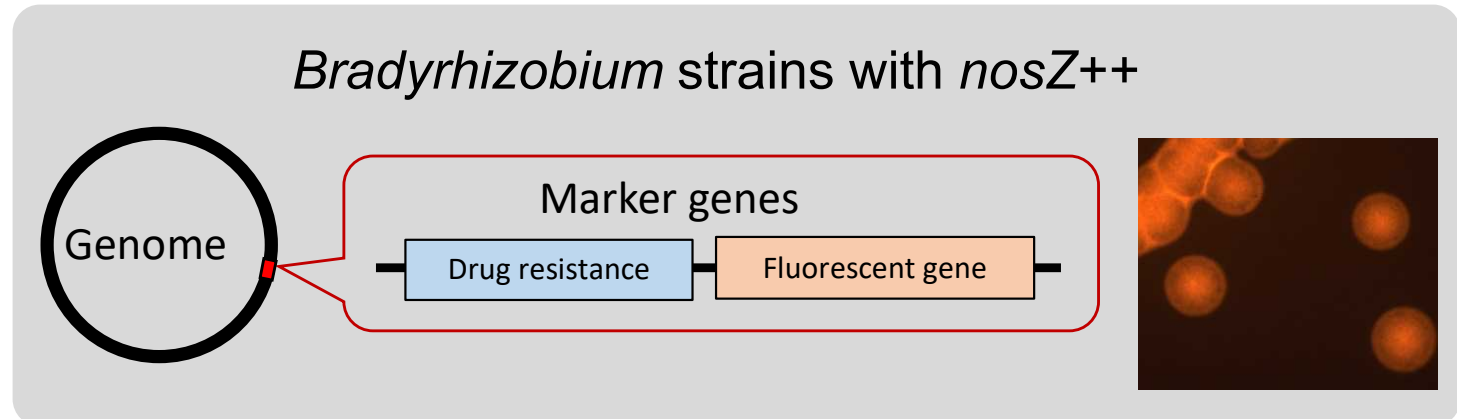 Bradyrhizobium strains with nosZ++
Genome
Marker genes
Drug resistance
Fluorescent gene